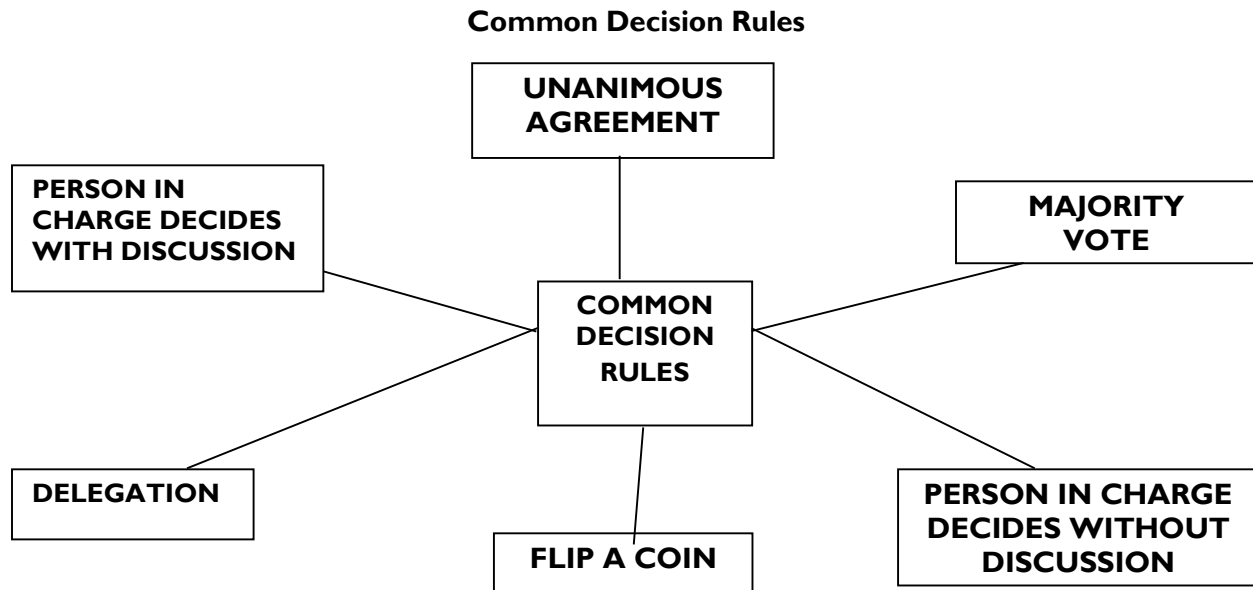 Common Decision Rules
UNANIMOUS
AGREEMENT
PERSON IN
CHARGE DECIDES
WITH DISCUSSION
MAJORITY
VOTE
COMMON
DECISION
RULES
DELEGATION
FLIP A COIN
PERSON IN CHARGE
DECIDES WITHOUT
DISCUSSION